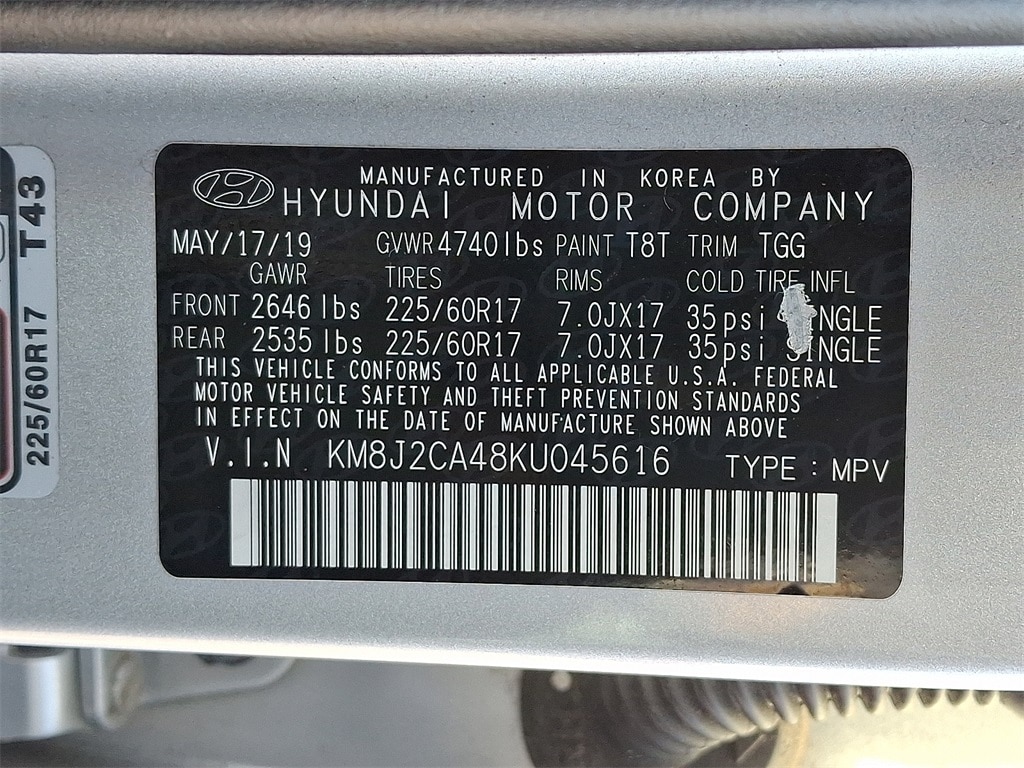 MANUFACTURED IN KOREA BY
HYUNDAI MOTOR COMPANY
MAY/17/19 GVWR 4740lbs PAINT T8T TRIM TGG
GAWR TIRES RIMS COLD TIRE INFL
FRONT 2646 lbs 225/60R17 7.0JX17 35psi
REAR 2535 lbs 225/60R17 7.0JX17 35psi SINGLE
THIS VEHICLE CONFORMS TO ALL APPLICABLE U.S.A. FEDERAL
MOTOR VEHICLE SAFETY AND THEFT PREVENTION STANDARDS
IN EFFECT ON THE DATE OF MANUFACTURE SHOWN ABOVE
V.I.N KM8J2CA48KU045616 TYPE : MPV
225/60R17 T43